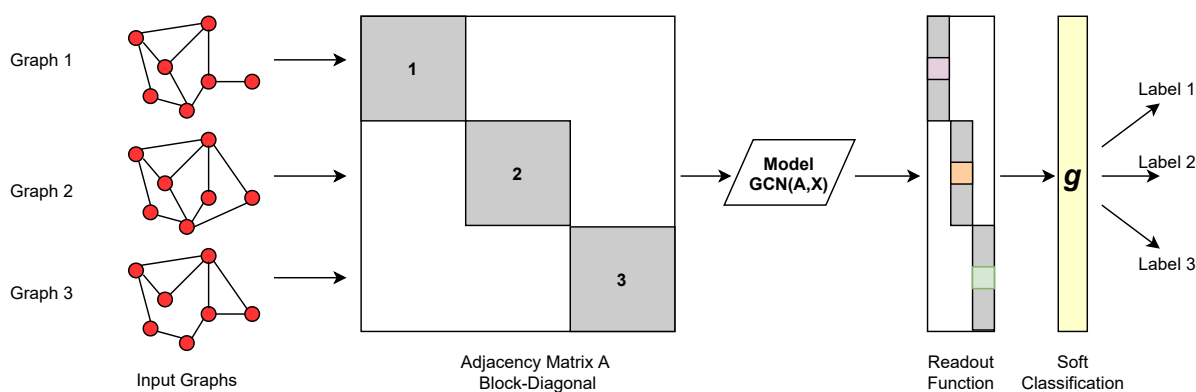 Graph 1
Graph 2
Graph 3
Input Graphs
1
2
3
Adjacency Matrix A
Block-Diagonal
Model
GCN(A,X)
Readout
Function
g
Soft
Classification
Label 1
Label 2
Label 3